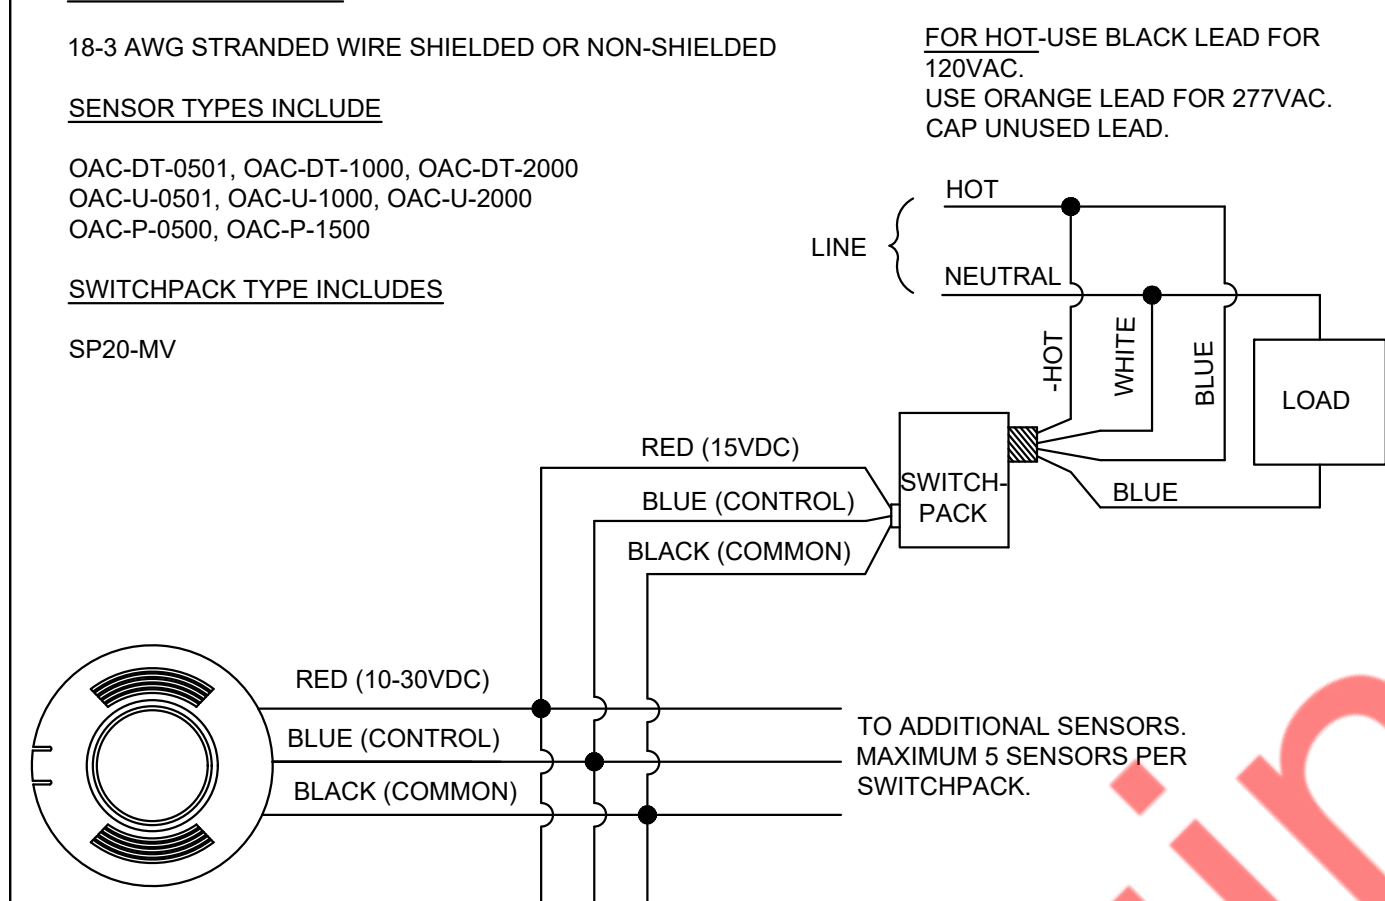 18-3 AWG STRANDED WIRE SHIELDED OR NON-SHIELDED
SENSOR TYPES INCLUDE
OAC-DT-0501, OAC-DT-1000, OAC-DT-2000
OAC-U-0501, OAC-U-1000, OAC-U-2000
OAC-P-0500, OAC-P-1500
SWITCHPACK TYPE INCLUDES
SP20-MV
FOR HOT-USE BLACK LEAD FOR
120VAC.
USE ORANGE LEAD FOR 277VAC.
CAP UNUSED LEAD.
HOT
LINE
NEUTRAL
-HOT
WHITE
BLUE
LOAD
RED (15VDC)
BLUE (CONTROL)
BLACK (COMMON)
SWITCH-
PACK
BLUE
RED (10-30VDC)
BLUE (CONTROL)
BLACK (COMMON)
TO ADDITIONAL SENSORS.
MAXIMUM 5 SENSORS PER
SWITCHPACK.